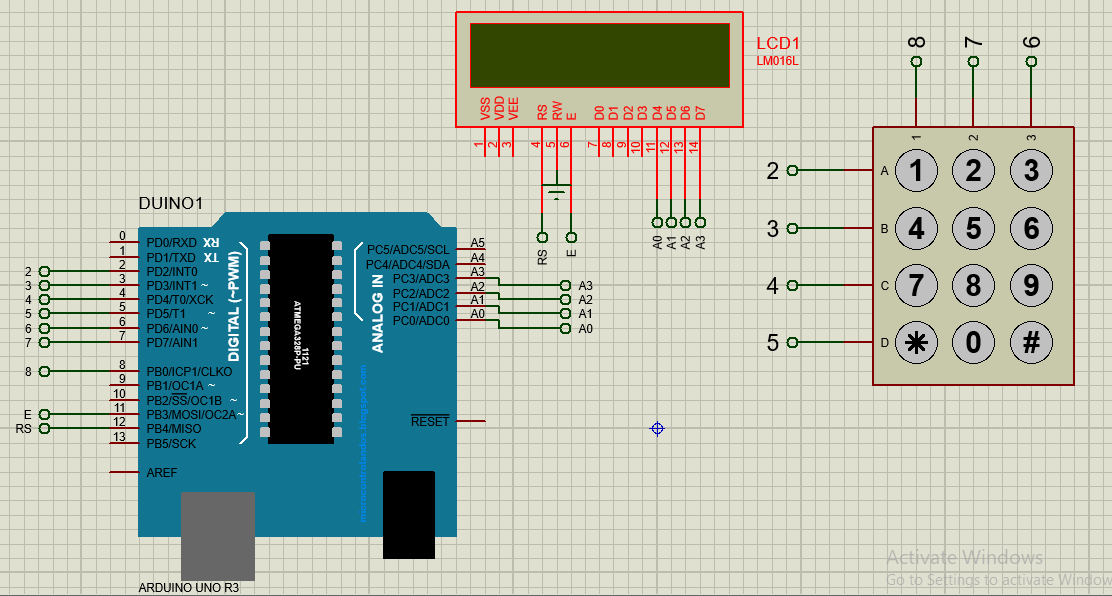 LCD1
LM016L
VSS
VDD
VEE
RS
RW
E
D0
D1
D2
D3
D4
D5
D6
D7
1
2
3
4
5
6
7
8
9
10
11
12
13
14
RS
E
A0
A1
A2
A3
8
7
6
1
2
3
2
A
1 2 3
3
B
4 5 6
4
C
7 8 9
5
D
* 0 #
DUINO1
0 PD0/RXD RX
1 PD1/TXD TX
2 2 PD2/INT0
3 3 PD3/INT1 ~
4 4 PD4/T0/XCK
5 5 PD5/T1 ~
6 6 PD6/AIN0 ~
7 7 PD7/AIN1
8 8 PB0/ICP1/CLKO
9 PB1/OC1A ~
10 PB2/SS/OC1B ~
E 11 PB3/MOSI/OC2A~
RS 12 PB4/MISO
13 PB5/SCK
AREF
DIGITAL (~PWM)
ATMEGA328P-PU
1121
ANALOG IN
PC5/ADC5/SCL A5
PC4/ADC4/SDA A4
PC3/ADC3 A3 A3
PC2/ADC2 A2 A2
PC1/ADC1 A1 A1
PC0/ADC0 A0 A0
RESET
microcontrolandos.blogspot.com
ARDUINO UNO R3
Activate Windows
Go to Settings to activate Window